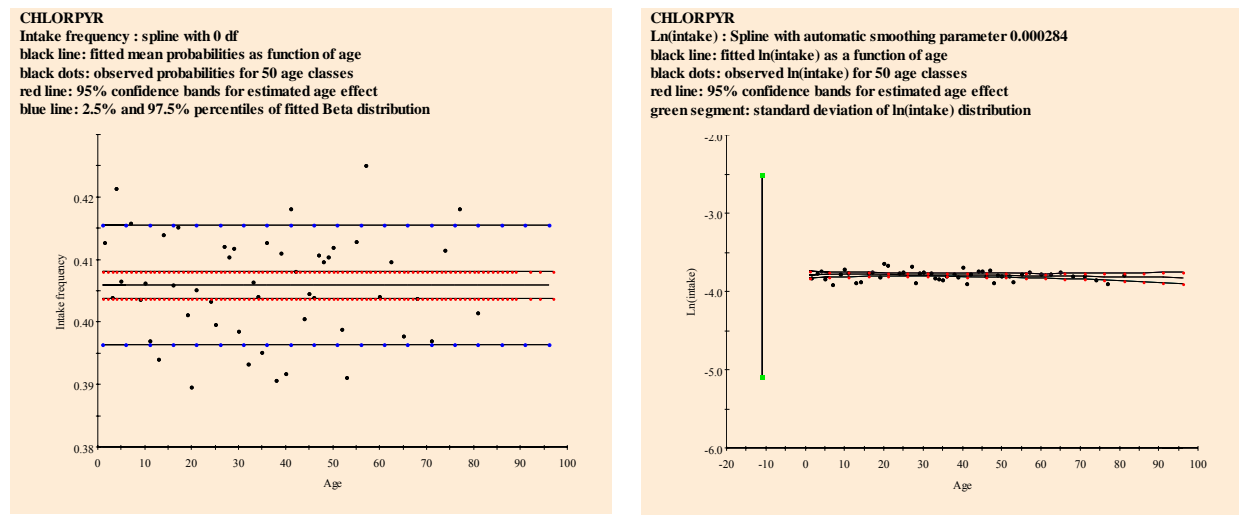 CHLORPYR
Intake frequency : spline with 0 df
black line: fitted mean probabilities as function of age
black dots: observed probabilities for 50 age classes
red line: 95% confidence bands for estimated age effect
blue line: 2.5% and 97.5% percentiles of fitted Beta distribution
0.42
0.41
0.40
0.39
0.38
Intake frequency
0 10 20 30 40 50 60 70 80 90 100
Age
CHLORPYR
Ln(intake) : Spline with automatic smoothing parameter 0.000284
black line: fitted ln(intake) as a function of age
black dots: observed ln(intake) for 50 age classes
red line: 95% confidence bands for estimated age effect
green segment: standard deviation of ln(intake) distribution
-2.0
-3.0
-4.0
-5.0
-6.0
Ln(intake)
-20 -10 0 10 20 30 40 50 60 70 80 90 100
Age